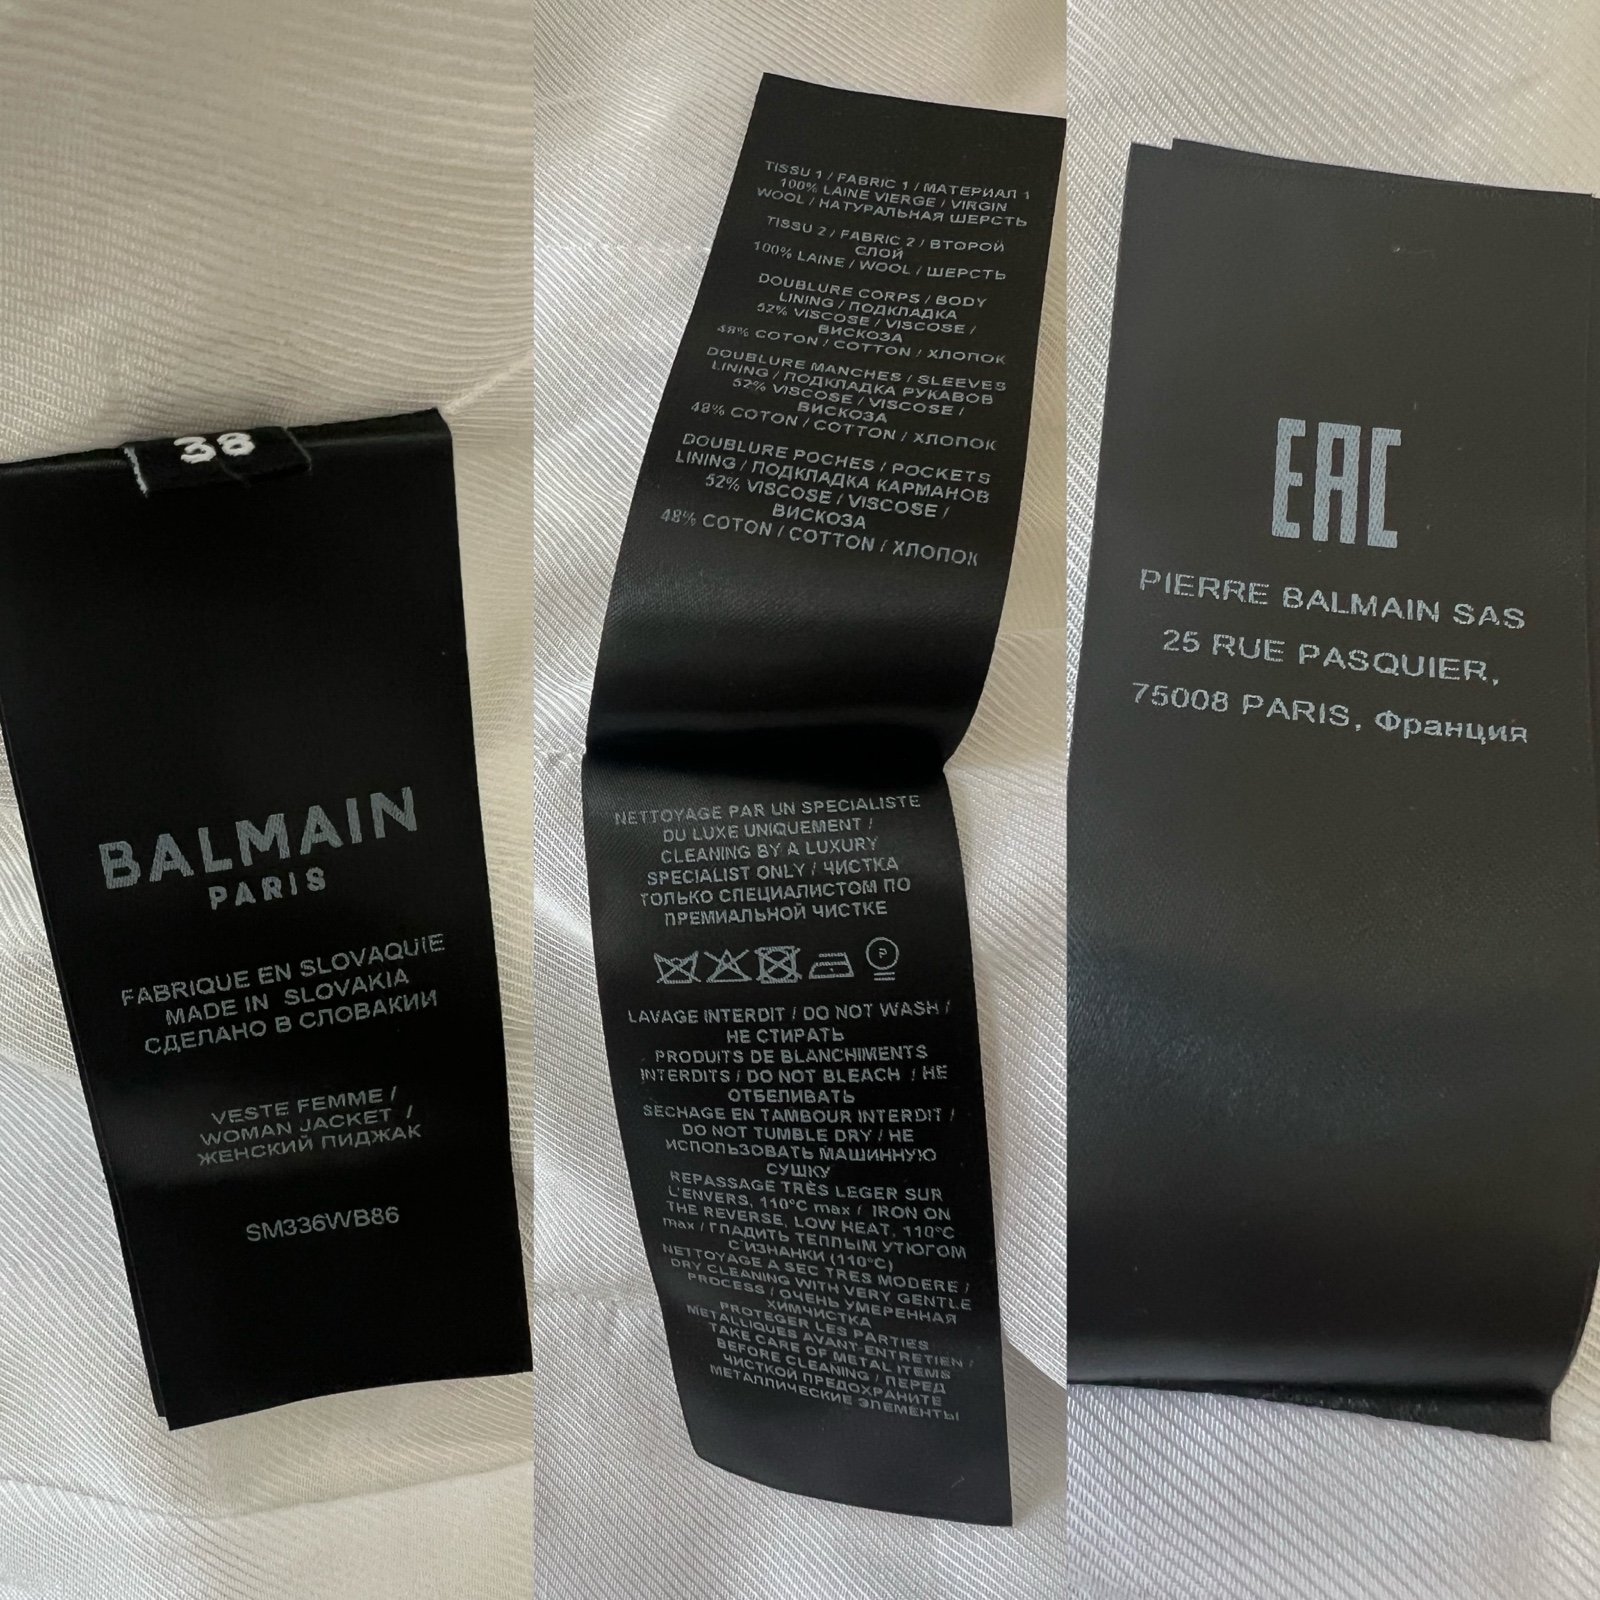 38
BALMAIN
PARIS
FABRIQUE EN SLOVAQUIE
MADE IN SLOVAKIA
СДЕЛАНО В СЛОВАКИИ
VESTE FEMME /
WOMAN JACKET /
ЖЕНСКИЙ ПИДЖАК
SM336WB86
TISSU 1 / FABRIC 1 / МАТЕРИАЛ 1
100% LAINE VIERGE / VIRGIN
WOOL / НАТУРАЛЬНАЯ ШЕРСТЬ
TISSU 2 / FABRIC 2 / ВТОРОЙ
СЛОЙ
100% LAINE / WOOL / ШЕРСТЬ
DOUBLURE CORPS / BODY
LINING / ПОДКЛАДКА
52% VISCOSE / VISCOSE /
ВИСКОЗА
48% COTON / COTTON / ХЛОПОК
DOUBLURE MANCHES / SLEEVES
LINING / ПОДКЛАДКА РУКАВОВ
52% VISCOSE / VISCOSE /
ВИСКОЗА
48% COTON / COTTON / ХЛОПОК
DOUBLURE POCHES / POCKETS
LINING / ПОДКЛАДКА КАРМАНОВ
52% VISCOSE / VISCOSE /
ВИСКОЗА
48% COTON / COTTON / ХЛОПОК
NETTOYAGE PAR UN SPECIALISTE
DU LUXE UNIQUEMENT /
CLEANING BY A LUXURY
SPECIALIST ONLY / ЧИСТКА
ТОЛЬКО СПЕЦИАЛИСТОМ ПО
ПРЕМИАЛЬНОЙ ЧИСТКЕ
P
LAVAGE INTERDIT / DO NOT WASH /
НЕ СТИРАТЬ
PRODUITS DE BLANCHIMENTS
INTERDITS / DO NOT BLEACH / НЕ
ОТБЕЛИВАТЬ
SECHAGE EN TAMBOUR INTERDIT /
DO NOT TUMBLE DRY / НЕ
ИСПОЛЬЗОВАТЬ МАШИННУЮ
СУШКУ
REPASSAGE TRÈS LEGER SUR
L'ENVERS, 110°C max / IRON ON
THE REVERSE, LOW HEAT, 110°C
max / ГЛАДИТЬ ТЕПЛЫМ УТЮГОМ
С ИЗНАНКИ (110°C)
NETTOYAGE A SEC TRES MODERE /
DRY CLEANING WITH VERY GENTLE
PROCESS / ОЧЕНЬ УМЕРЕННАЯ
ХИМЧИСТКА
PROTEGER LES PARTIES
METALLIQUES AVANT ENTRETIEN /
TAKE CARE OF METAL ITEMS
BEFORE CLEANING / ПЕРЕД
ЧИСТКОЙ ПРЕДОХРАНИТЕ
МЕТАЛЛИЧЕСКИЕ ЭЛЕМЕНТЫ
EAC
PIERRE BALMAIN SAS
25 RUE PASQUIER,
75008 PARIS, Франция